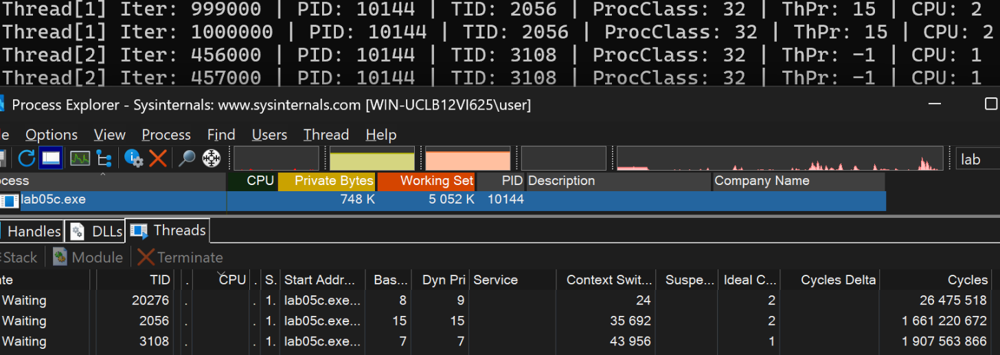 Thread[1] Iter: 999000 | PID: 10144 | TID: 2056 | ProcClass: 32 | ThPr: 15 | CPU: 2
Thread[1] Iter: 1000000 | PID: 10144 | TID: 2056 | ProcClass: 32 | ThPr: 15 | CPU: 2
Thread[2] Iter: 456000 | PID: 10144 | TID: 3108 | ProcClass: 32 | ThPr: -1 | CPU: 1
Thread[2] Iter: 457000 | PID: 10144 | TID: 3108 | ProcClass: 32 | ThPr: -1 | CPU: 1
Process Explorer - Sysinternals: www.sysinternals.com [WIN-UCLB12VI625\user]
le Options View Process Find Users Thread Help
lab
ocess CPU Private Bytes Working Set PID Description Company Name
lab05c.exe 748 K 5 052 K 10144
Handles DLLs Threads
Stack Module Terminate
ate TID . CPU . S. Start Addr... Bas... Dyn Pri Service Context Swit... Suspe... Ideal C... Cycles Delta Cycles
Waiting 20276 . . 1. lab05c.exe... 8 9 24 2 26 475 518
Waiting 2056 . . 1. lab05c.exe... 15 15 35 692 2 1 661 220 672
Waiting 3108 . . 1. lab05c.exe... 7 7 43 956 1 1 907 563 866